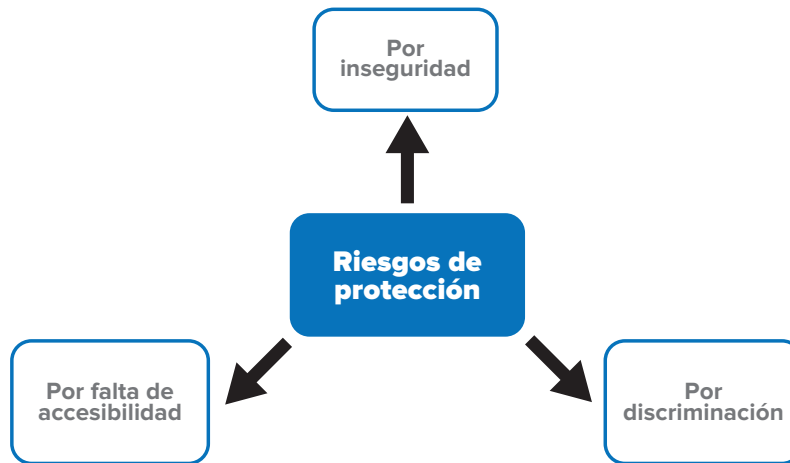 Por
inseguridad
Riesgos de
protección
Por falta de
accesibilidad
Por
discriminación